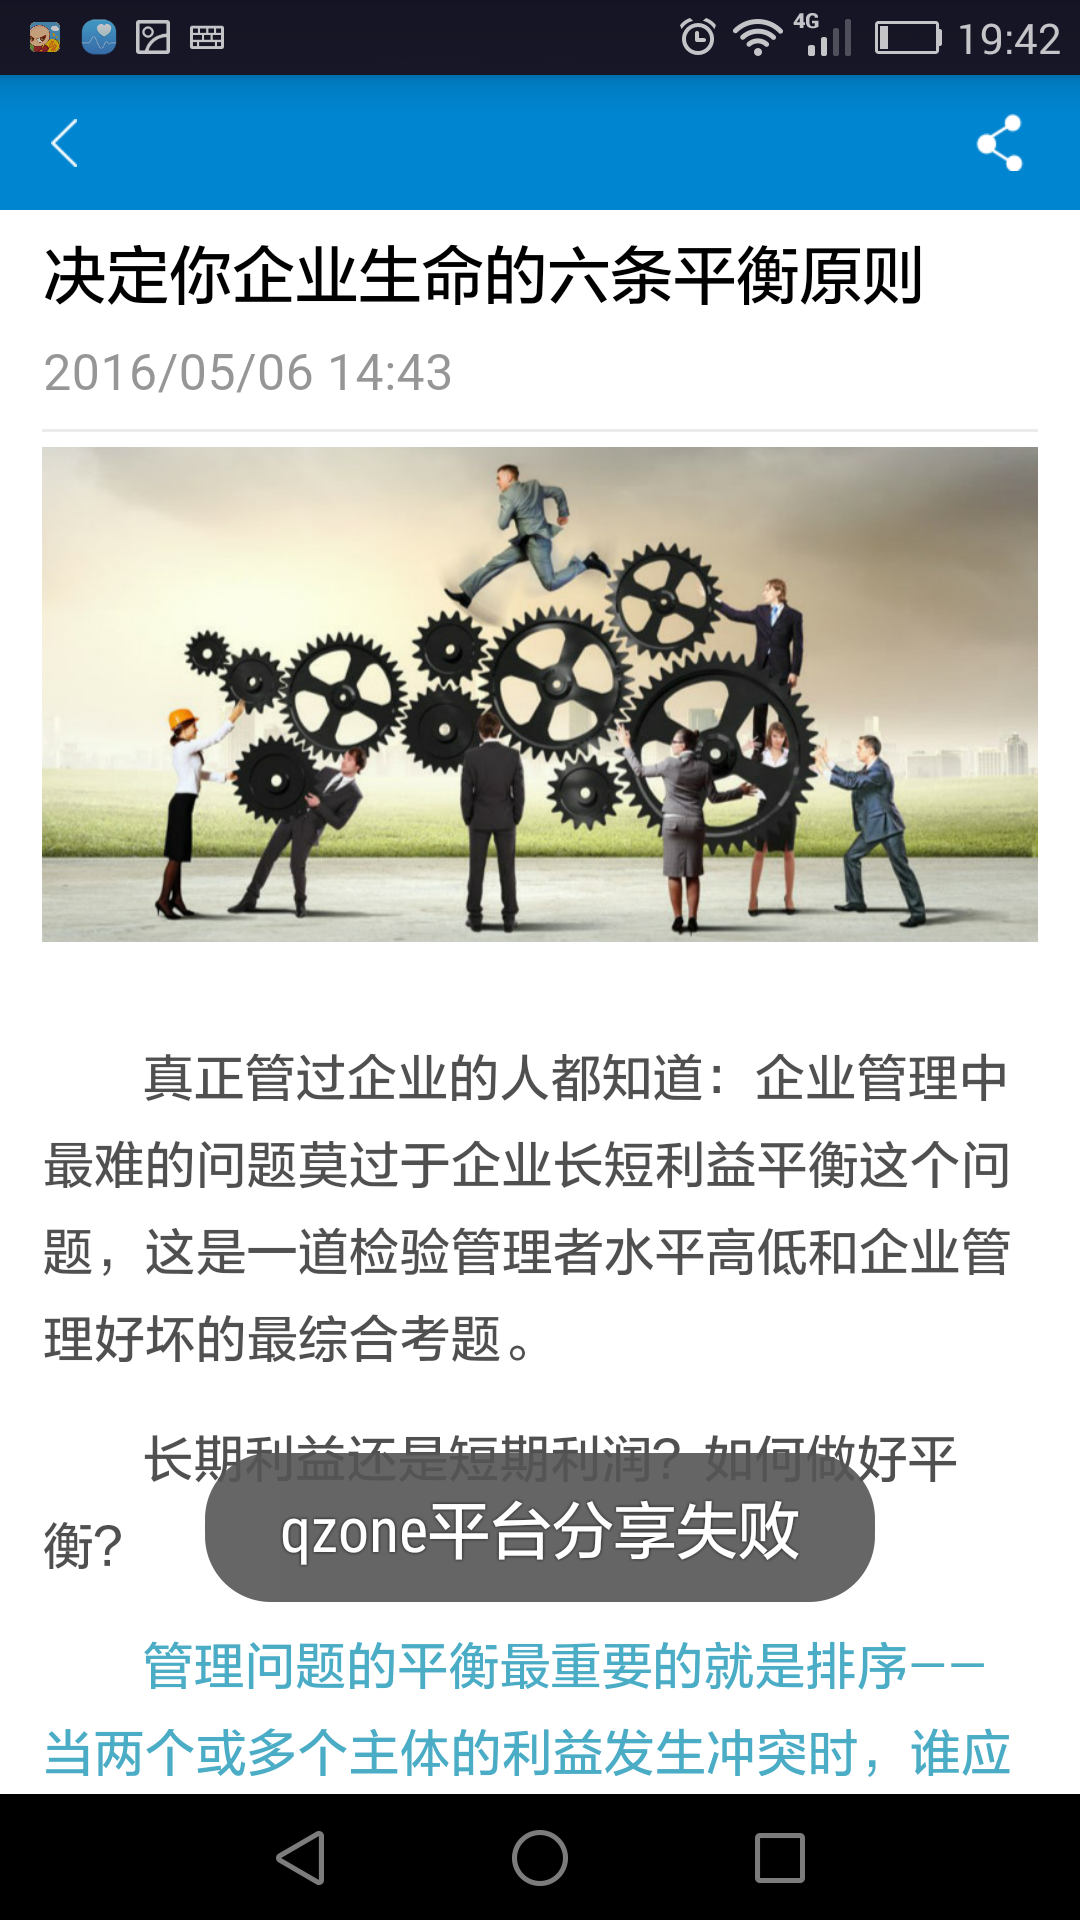 4G
19:42
决定你企业生命的六条平衡原则
2016/05/06 14:43
真正管过企业的人都知道：企业管理中
最难的问题莫过于企业长短利益平衡这个问
题，这是一道检验管理者水平高低和企业管
理好坏的最综合考题。
长期利益还是短期利润？如何做好平
衡？
qzone平台分享失败
管理问题的平衡最重要的就是排序——
当两个或多个主体的利益发生冲突时，谁应